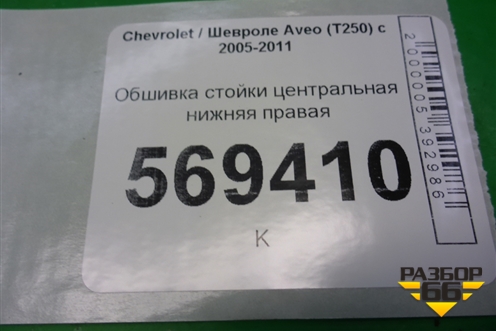 Chevrolet / Шевроле Aveo (T250) с
2005-2011
Обшивка стойки центральная
нижняя правая
569410
К
2000005392986
РАЗБОР
66